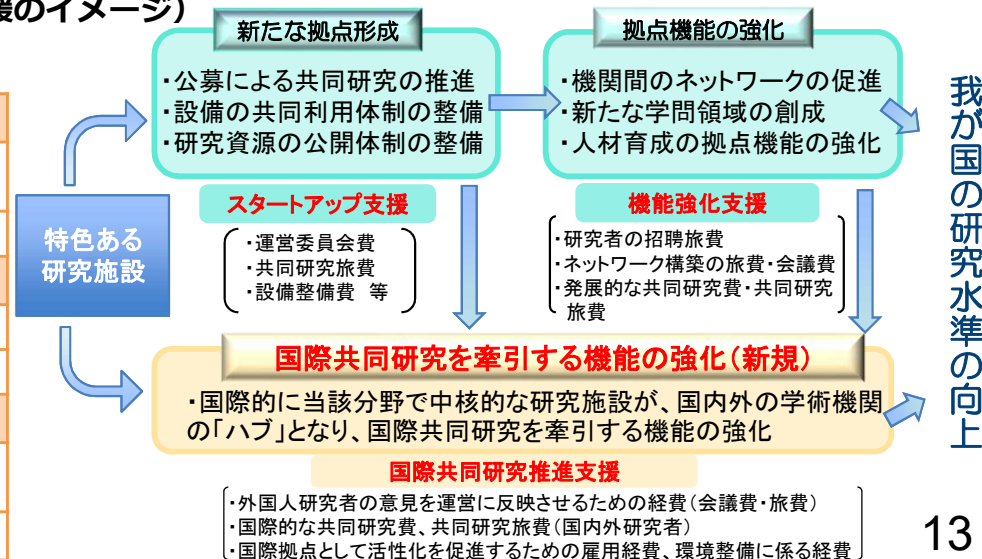 援のイメージ）
新たな拠点形成
・公募による共同研究の推進
・設備の共同利用体制の整備
・研究資源の公開体制の整備
拠点機能の強化
・機関間のネットワークの促進
・新たな学問領域の創成
・人材育成の拠点機能の強化
特色ある
研究施設
スタートアップ支援
・運営委員会費
・共同研究旅費
・設備整備費　等
機能強化支援
・研究者の招聘旅費
・ネットワーク構築の旅費・会議費
・発展的な共同研究費・共同研究
旅費
国際共同研究を牽引する機能の強化（新規）
・国際的に当該分野で中核的な研究施設が、国内外の学術機関
の「ハブ」となり、国際共同研究を牽引する機能の強化
国際共同研究推進支援
・外国人研究者の意見を運営に反映させるための経費（会議費・旅費）
・国際的な共同研究費、共同研究旅費（国内外研究者）
・国際拠点として活性化を促進するための雇用経費、環境整備に係る経費
我が国の研究水準の向上
13